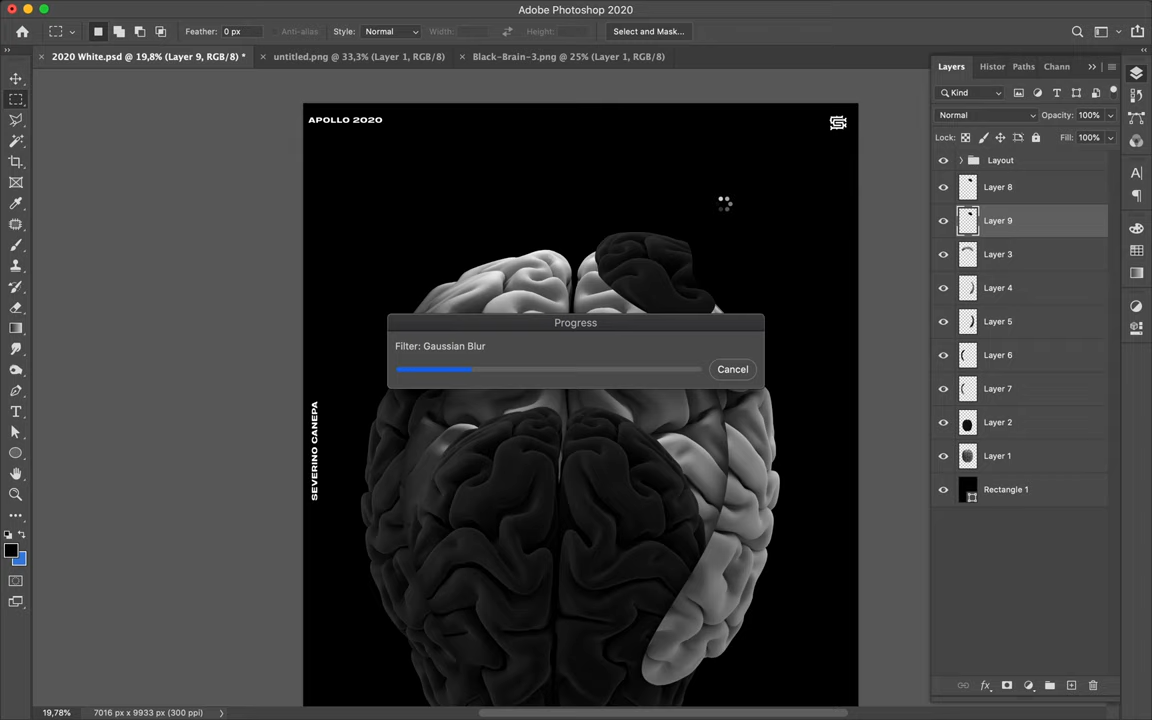 Adobe Photoshop 2020
Feather: 0 px
Anti-alias
Style: Normal
Width:
Height:
Select and Mask...
2020 White.psd @ 19,8% (Layer 9, RGB/8) *
untitled.png @ 33,3% (Layer 1, RGB/8)
Black-Brain-3.png @ 25% (Layer 1, RGB/8)
Layers Histor Paths Chann
Kind
Normal
Opacity: 100%
Lock:
Fill: 100%
Layout
Layer 8
Layer 9
Layer 3
Layer 4
Layer 5
Layer 6
Layer 7
Layer 2
Layer 1
Rectangle 1
APOLLO 2020
SEVERINO CANEPA
Progress
Filter: Gaussian Blur
Cancel
19,78%
7016 px x 9933 px (300 ppi)